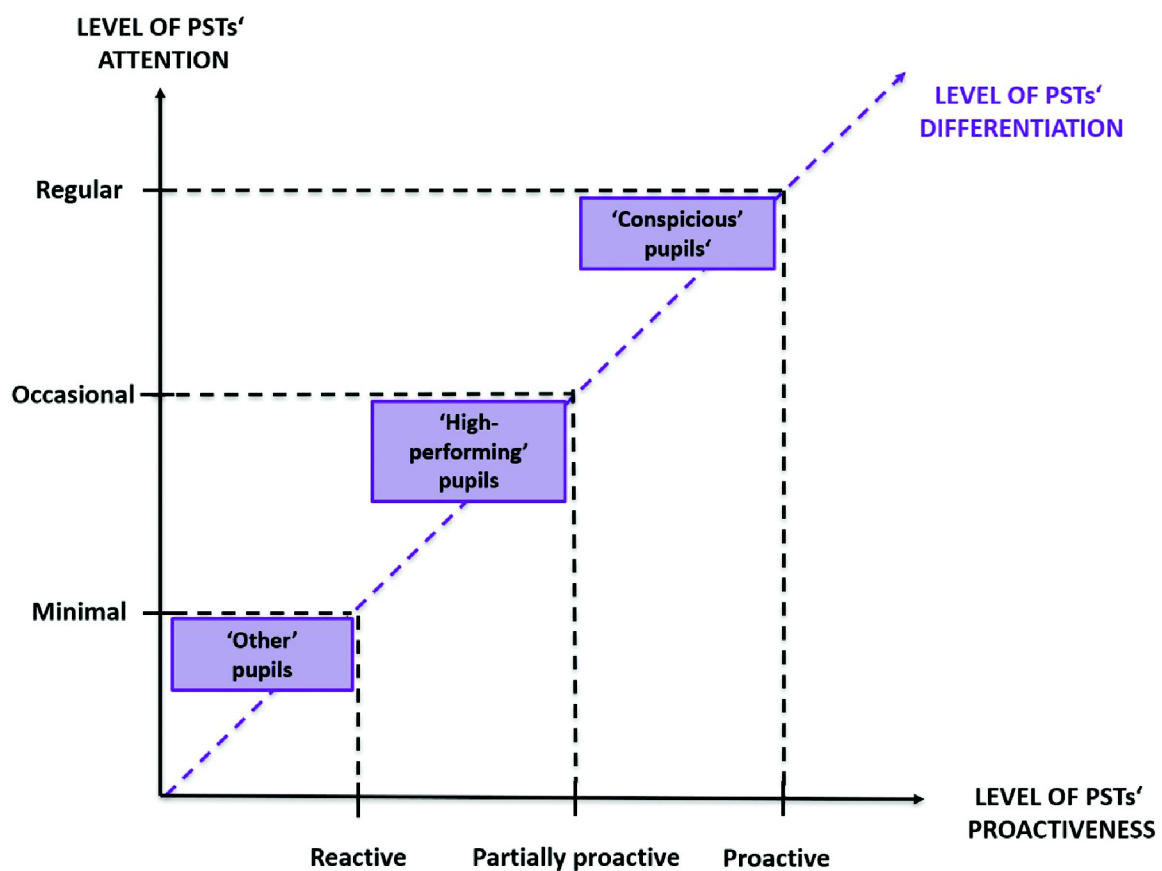 LEVEL OF PSTs‘
ATTENTION
LEVEL OF PSTs‘
DIFFERENTIATION
Regular
‘Conspicious’
pupils‘
Occasional
‘High-
performing’
pupils
Minimal
‘Other’
pupils
LEVEL OF PSTs‘
PROACTIVENESS
Reactive
Partially proactive
Proactive